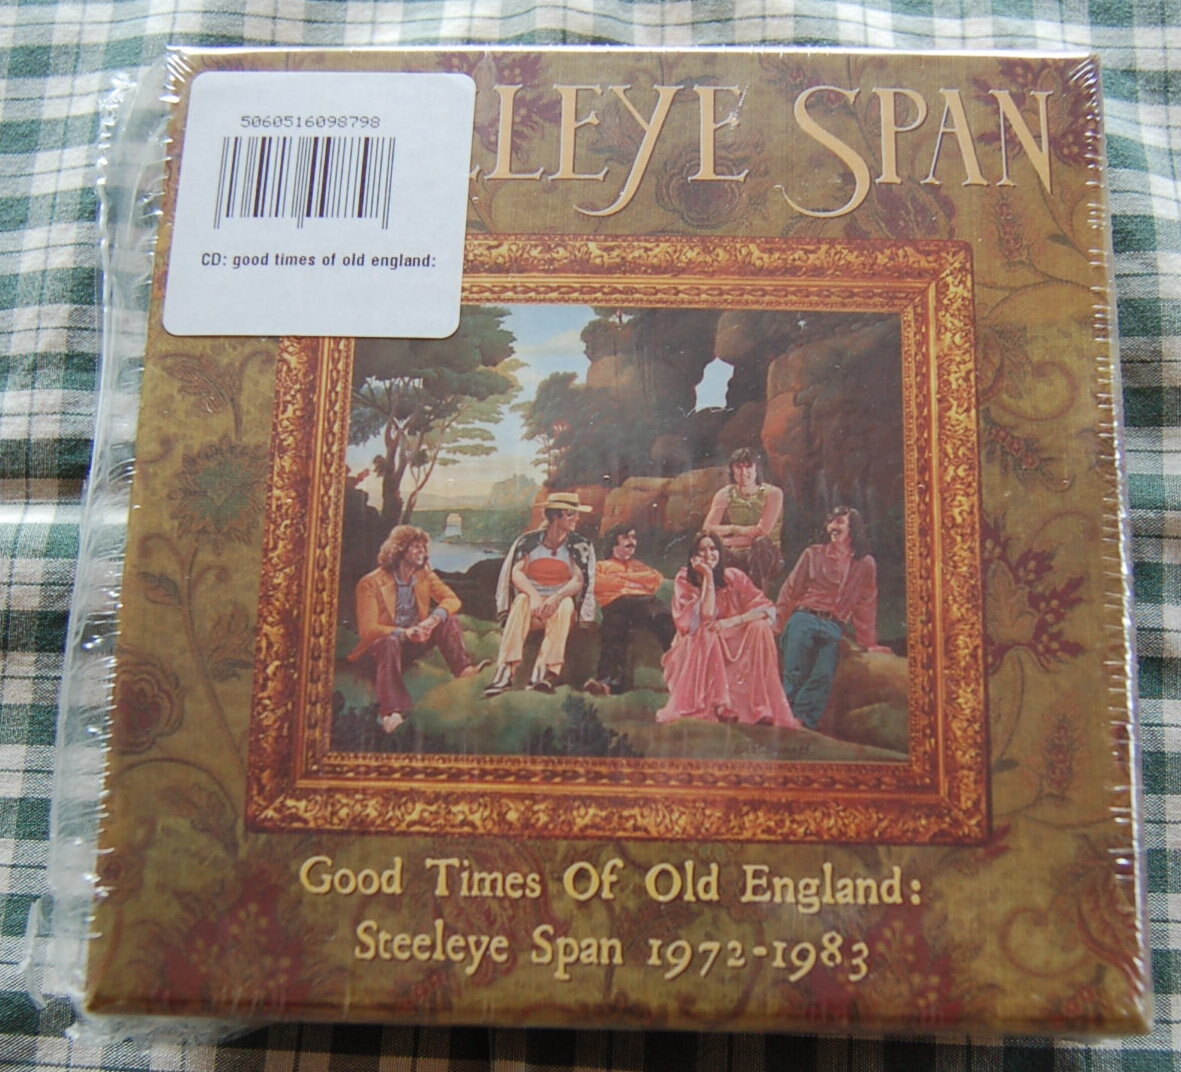 5060516098798
CD: good times of old england:
LEYE SPAN
Good Times Of Old England:
Steeleye Span 1972-1983